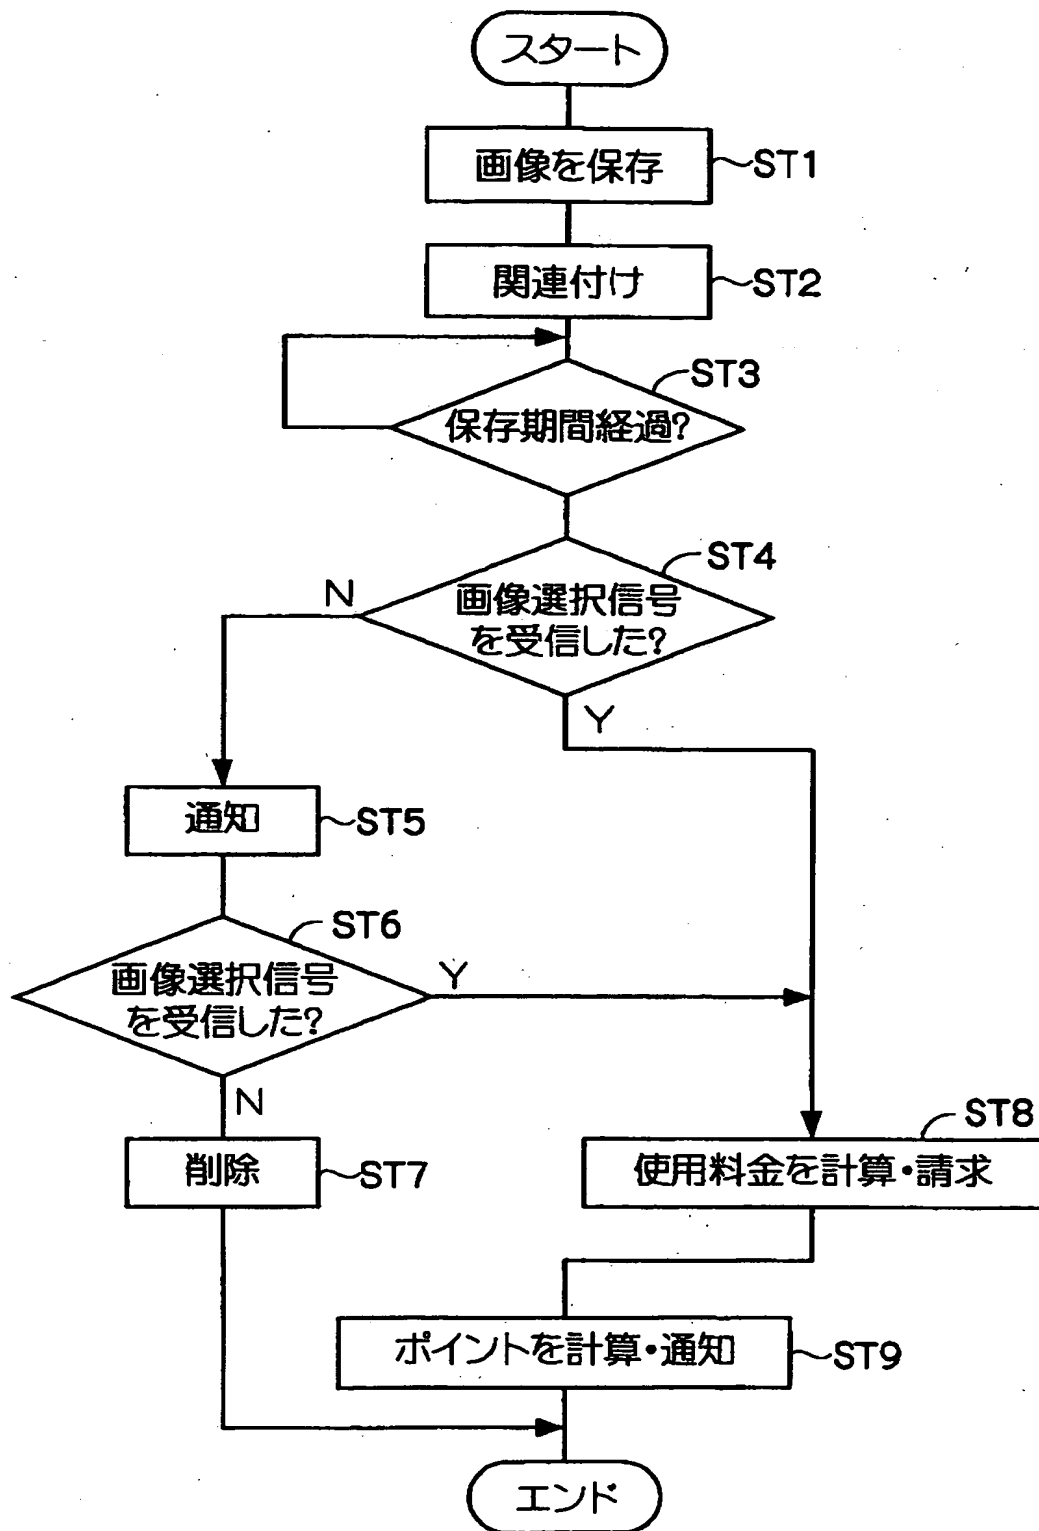 スタート
画像を保存
ST1
関連付け
ST2
ST3
保存期間経過?
ST4
N
画像選択信号
を受信した?
Y
通知
ST5
ST6
画像選択信号
を受信した?
Y
N
ST8
削除
ST7
使用料金を計算・請求
ポイントを計算・通知
ST9
エンド